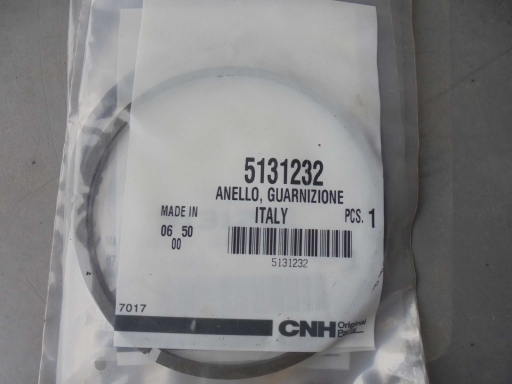 5131232
ANELLO, GUARNIZIONE
MADE IN ITALY PCS. 1
06 50
00
5131232
7017
CNH Original
Parts